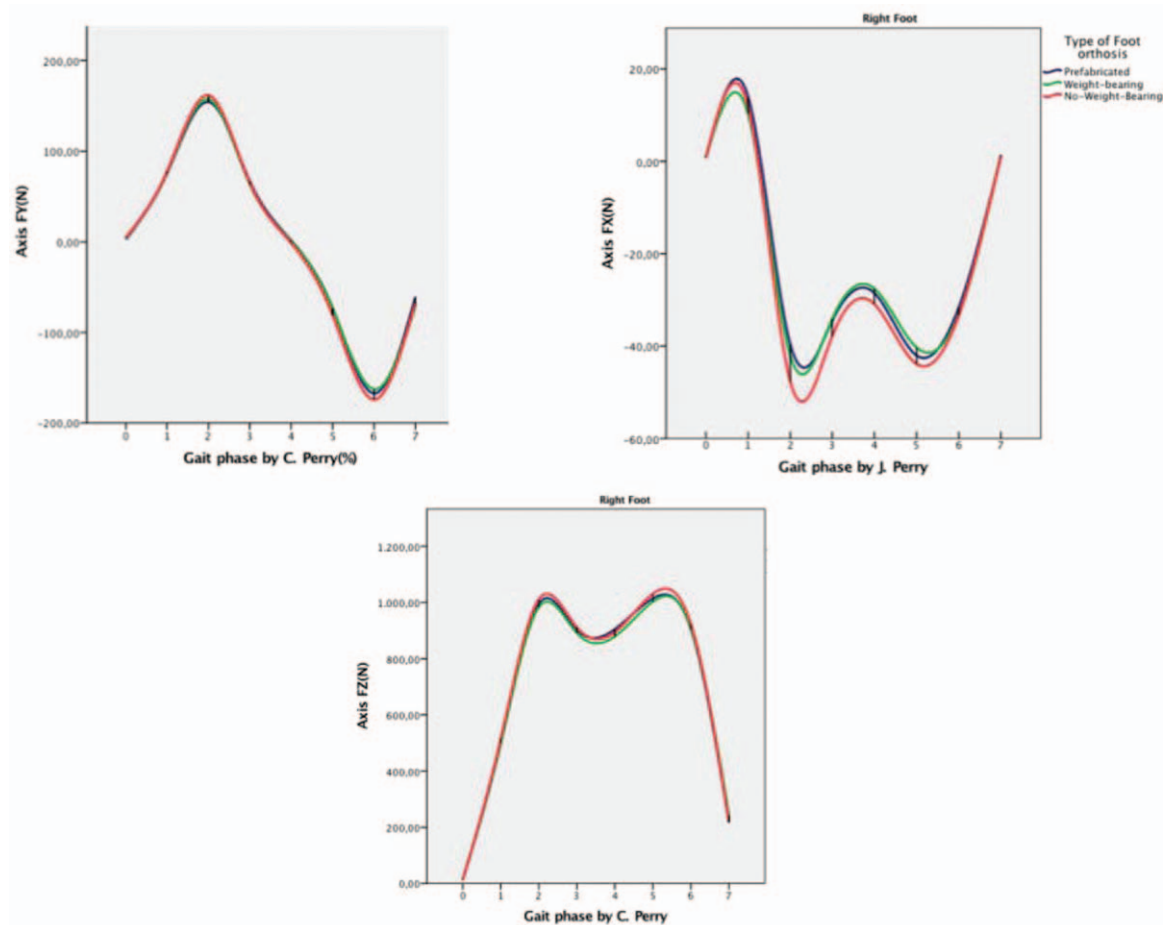 200,00
100,00
0,00
-100,00
-200,00
Axis FY(N)
0 1 2 3 4 5 6 7
Gait phase by C. Perry(%)
Right Foot
20,00
0,00
-20,00
-40,00
-60,00
Axis FX(N)
0 1 2 3 4 5 6 7
Gait phase by J. Perry
Type of Foot
orthosis
Prefabricated
Weight-bearing
No-Weight-Bearing
Right Foot
1.200,00
1.000,00
800,00
600,00
400,00
200,00
0,00
Axis FZ(N)
0 1 2 3 4 5 6 7
Gait phase by C. Perry